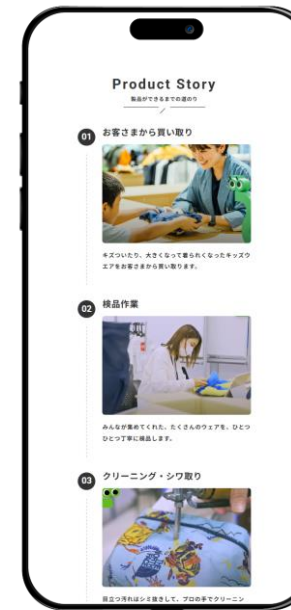 Product Story
製品ができるまでの道のり
01
お客さまから買い取り
キズついたり、大きくなって着られくなったキッズウ
エアをお客さまから買い取ります。
02
検品作業
みんなが集めてくれた、たくさんのウェアを、ひとつ
ひとつ丁寧に検品します。
03
クリーニング・シワ取り
目立つ汚れはシミ抜きして、プロの手でクリーニン